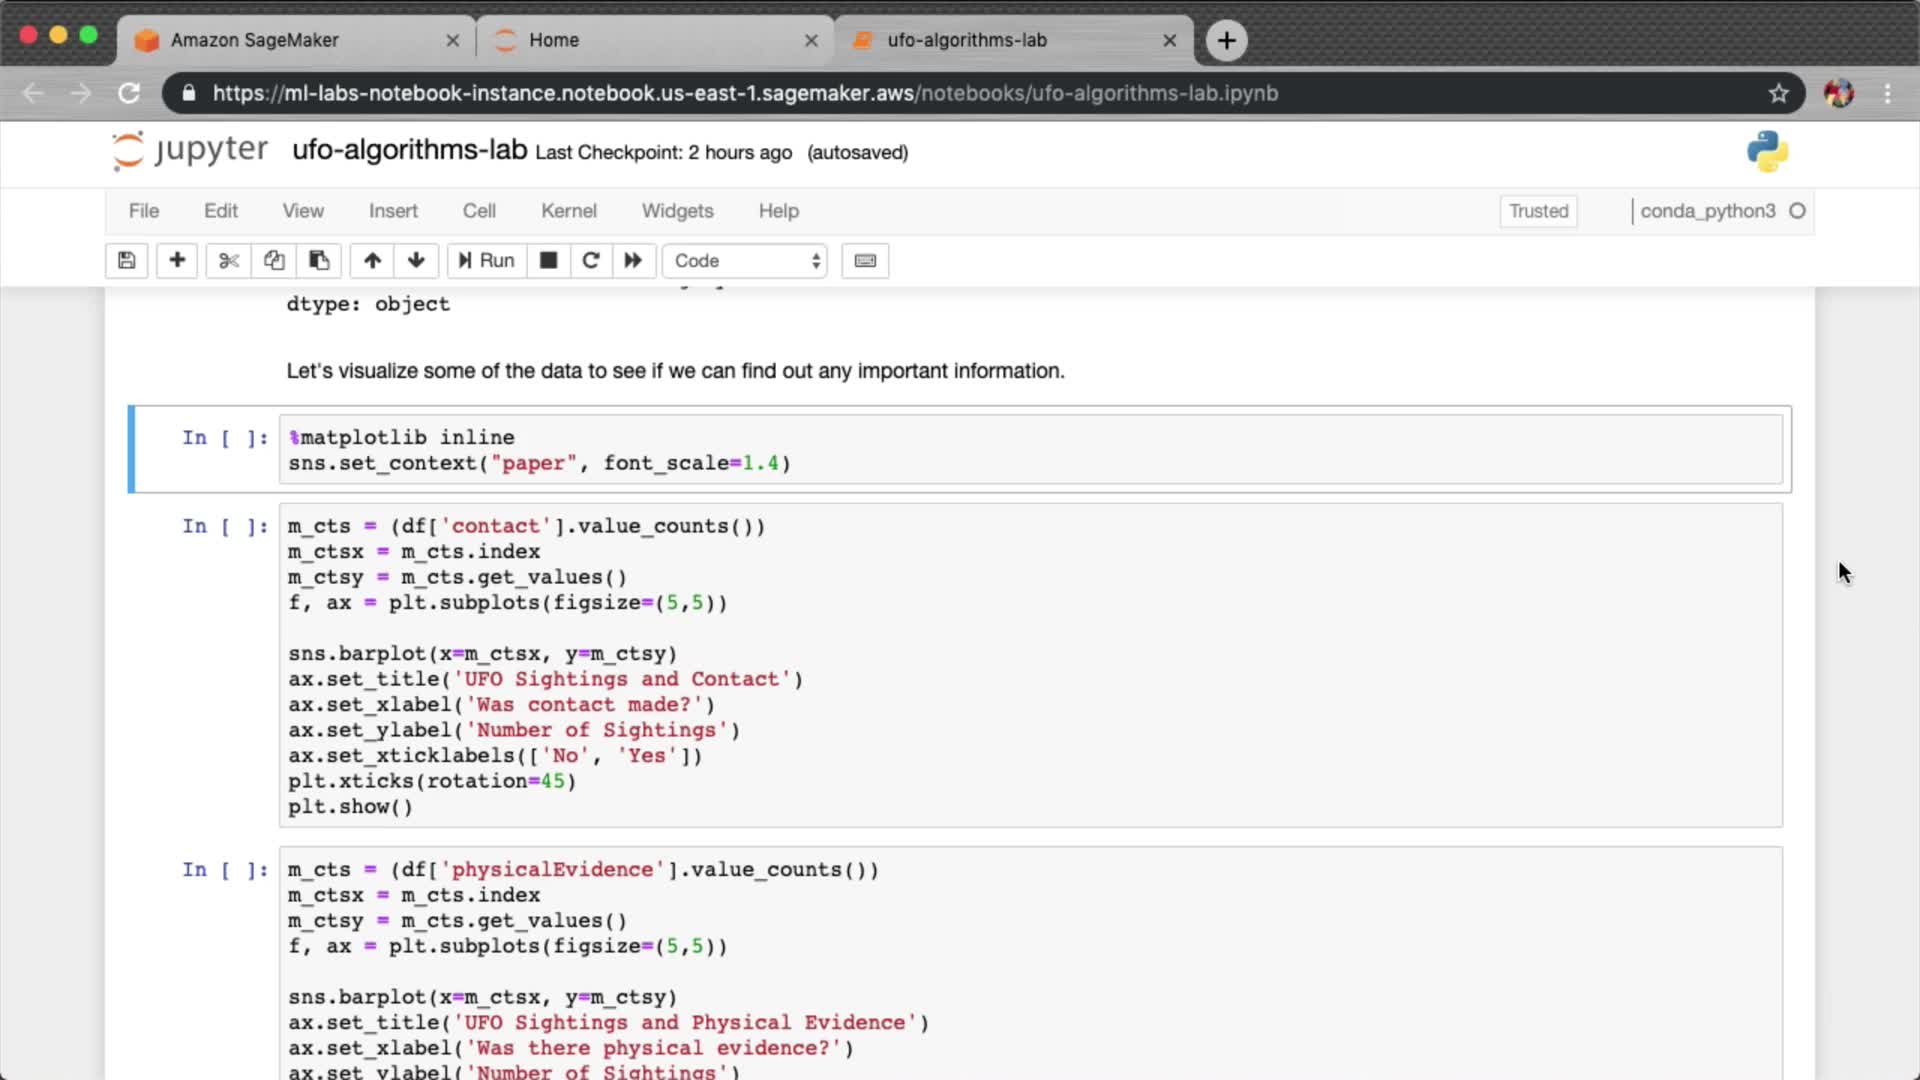 Amazon SageMaker
Home
ufo-algorithms-lab
https://ml-labs-notebook-instance.notebook.us-east-1.sagemaker.aws/notebooks/ufo-algorithms-lab.ipynb
jupyter ufo-algorithms-lab Last Checkpoint: 2 hours ago (autosaved)
File Edit View Insert Cell Kernel Widgets Help Trusted conda_python3
Run Code
dtype: object
Let's visualize some of the data to see if we can find out any important information.
In [ ]: %matplotlib inline
sns.set_context("paper", font_scale=1.4)
In [ ]: m_cts = (df['contact'].value_counts())
m_ctsx = m_cts.index
m_ctsy = m_cts.get_values()
f, ax = plt.subplots(figsize=(5,5))
sns.barplot(x=m_ctsx, y=m_ctsy)
ax.set_title('UFO Sightings and Contact')
ax.set_xlabel('Was contact made?')
ax.set_ylabel('Number of Sightings')
ax.set_xticklabels(['No', 'Yes'])
plt.xticks(rotation=45)
plt.show()
In [ ]: m_cts = (df['physicalEvidence'].value_counts())
m_ctsx = m_cts.index
m_ctsy = m_cts.get_values()
f, ax = plt.subplots(figsize=(5,5))
sns.barplot(x=m_ctsx, y=m_ctsy)
ax.set_title('UFO Sightings and Physical Evidence')
ax.set_xlabel('Was there physical evidence?')
ax.set_ylabel('Number of Sightings')